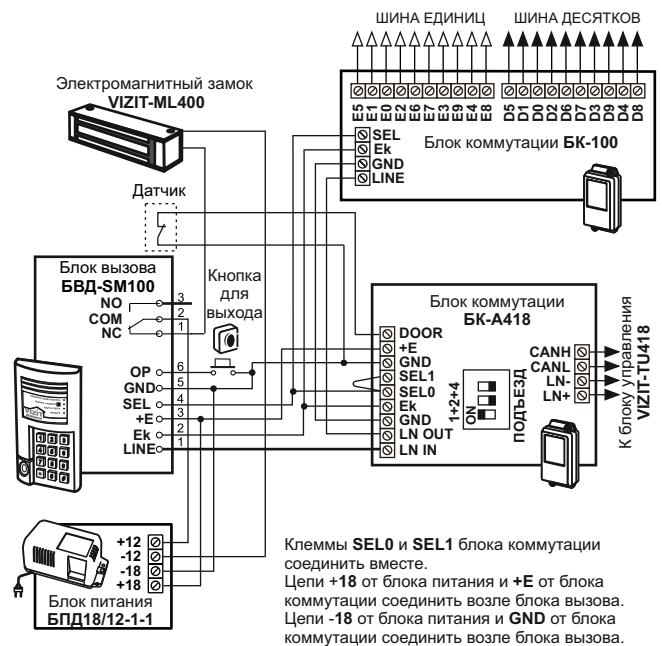 ШИНА ЕДИНИЦ
ШИНА ДЕСЯТКОВ
E5 E1 E0 E2 E6 E7 E3 E9 E4 E8
D5 D1 D0 D2 D6 D7 D3 D9 D4 D8
SEL
Ek
GND
LINE
Блок коммутации БК-100
Электромагнитный замок
VIZIT-ML400
Датчик
Блок вызова
БВД-SM100
NO 3
COM 2
NC 1
OP 6
GND 5
SEL 4
+E 3
Ek 2
LINE 1
Кнопка
для
выхода
Блок коммутации
БК-А418
DOOR
+E
GND
SEL1
SEL0
Ek
GND
LN OUT
LN IN
1+2+4
ON
ПОДЪЕЗД
CANH
CANL
LN-
LN+
К блоку управления
VIZIT-TU418
+12
-12
-18
+18
Блок питания
БПД18/12-1-1
Клеммы SEL0 и SEL1 блока коммутации
соединить вместе.
Цепи +18 от блока питания и +E от блока
коммутации соединить возле блока вызова.
Цепи -18 от блока питания и GND от блока
коммутации соединить возле блока вызова.